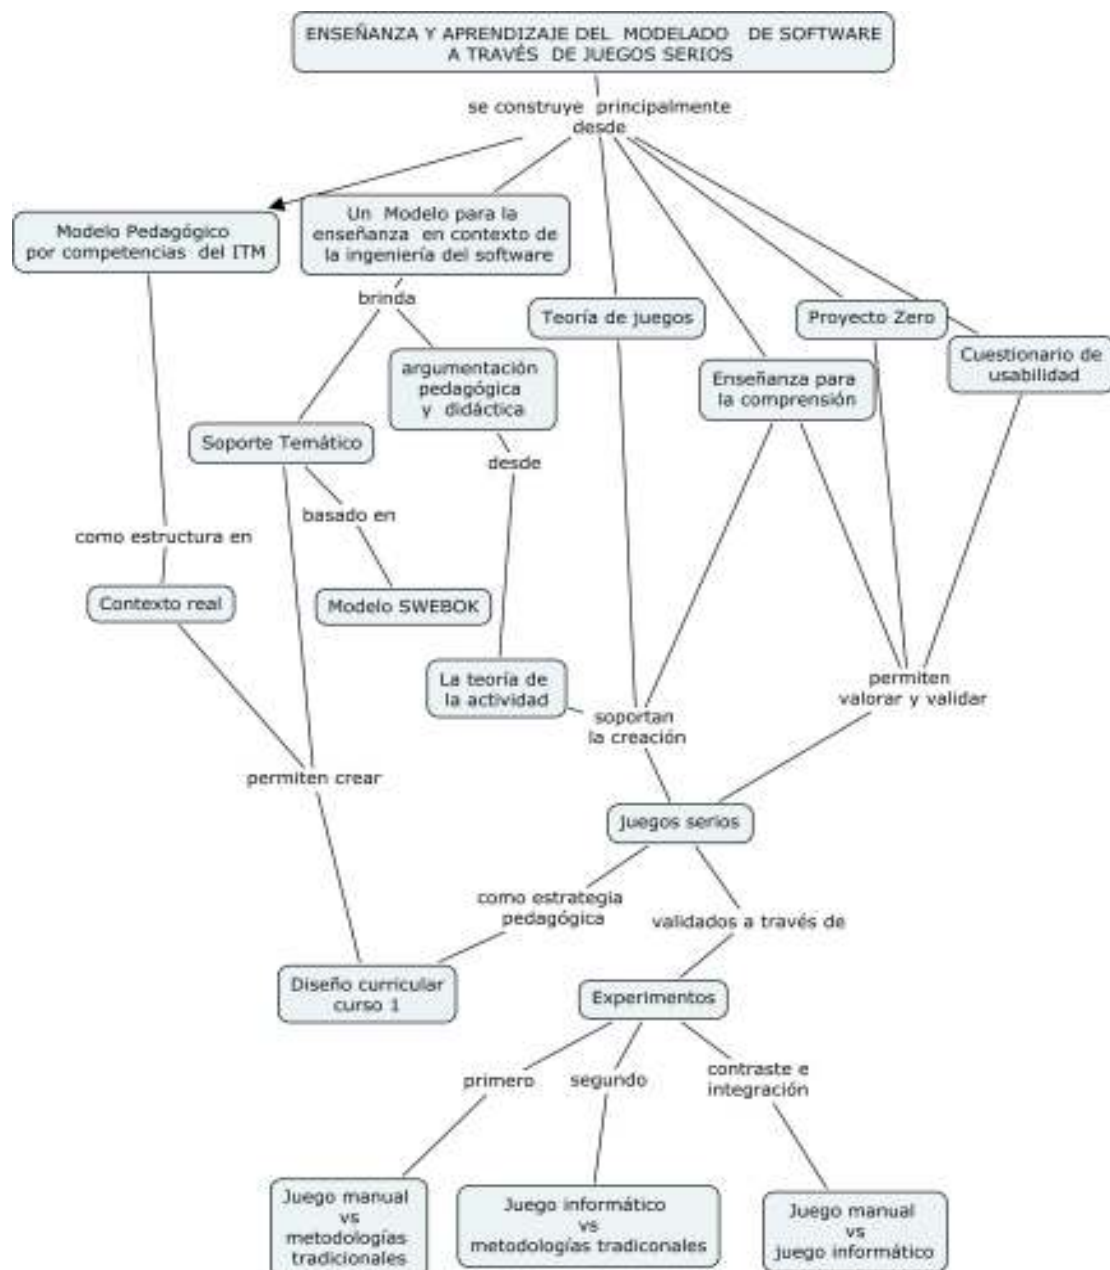 ENSEÑANZA Y APRENDIZAJE DEL MODELADO DE SOFTWARE
A TRAVÉS DE JUEGOS SERIOS
se construye principalmente
desde
Modelo Pedagógico
por competencias del ITM
Un Modelo para la
enseñanza en contexto de
la ingeniería del software
brinda
Teoría de juegos
Proyecto Zero
Cuestionario de
usabilidad
argumentación
pedagógica
y didáctica
Enseñanza para
la comprensión
Soporte Temático
desde
basado en
como estructura en
Contexto real
Modelo SWEBOK
La teoría de
la actividad
permiten
valorar y validar
soportan
la creación
permiten crear
Juegos serios
como estrategia
pedagógica
validados a través de
Diseño curricular
curso 1
Experimentos
primero
segundo
contraste e
integración
Juego manual
vs
metodologías
tradicionales
Juego informático
vs
metodologías tradiconales
Juego manual
vs
juego informático